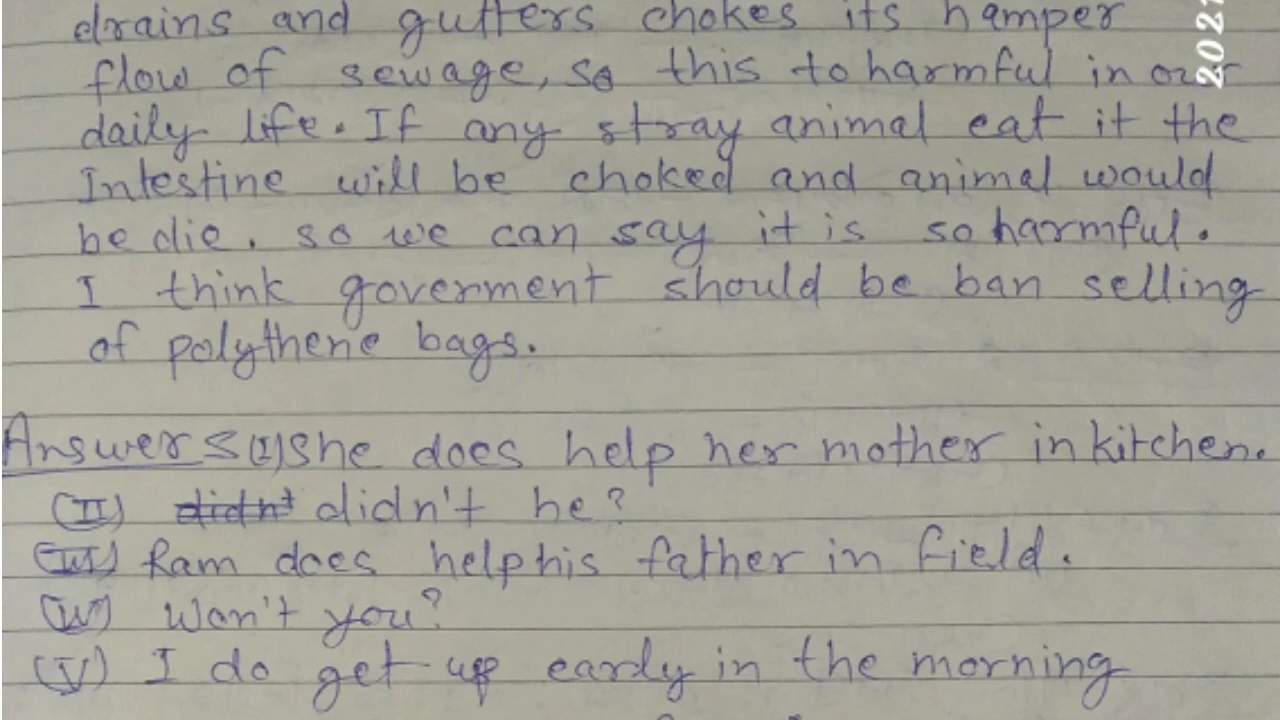 drains and gutters chokes its hamper
flow of sewage, so this to harmful in our
daily life. If any stray animal eat it the
Intestine will be choked and animal would
be die. so we can say it is so harmful.
I think goverment should be ban selling
of polythene bags.
Answer 5 (I) She does help her mother in kitchen.
(II) didn't didn't he?
(III) Ram does help his father in field.
(IV) Won't you?
(V) I do get up early in the morning
2021